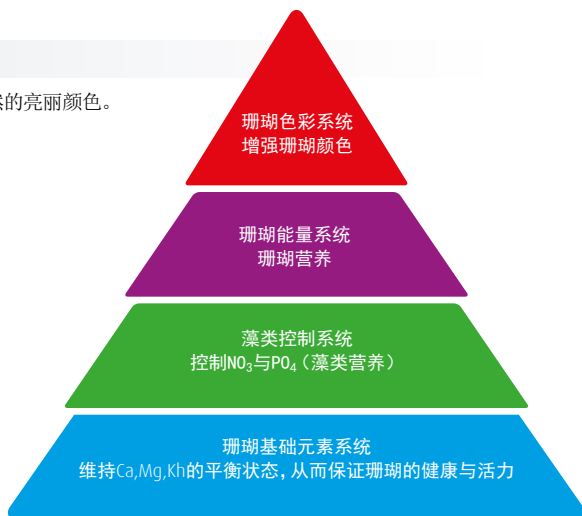 的亮丽颜色。
珊瑚色彩系统
增强珊瑚颜色
珊瑚能量系统
珊瑚营养
藻类控制系统
控制NO₃与PO₄（藻类营养）
珊瑚基础元素系统
维持Ca,Mg,Kh的平衡状态，从而保证珊瑚的健康与活力